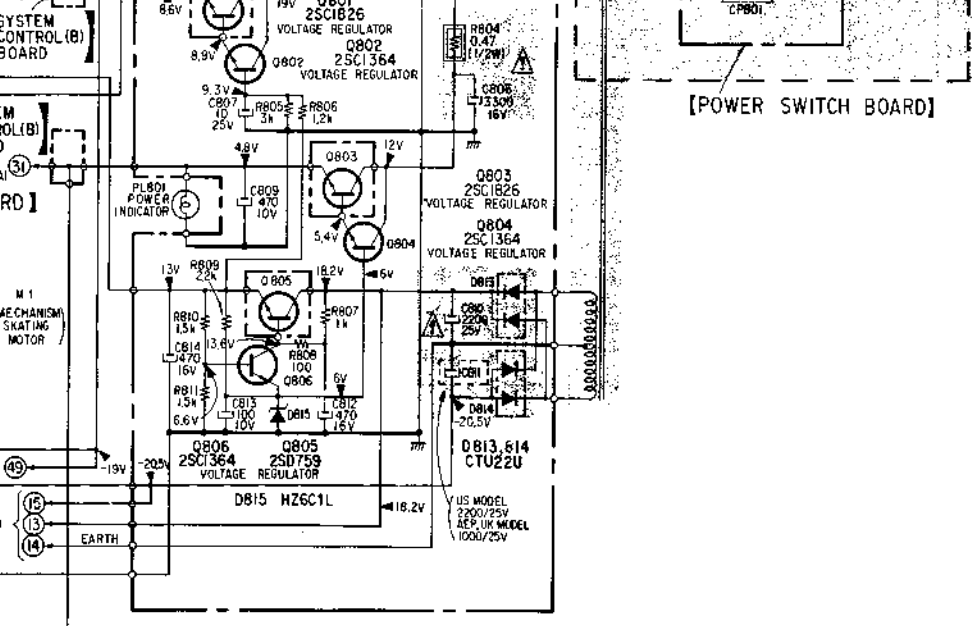 SYSTEM
CONTROL(B)
BOARD
8.6V
19V
Q801
2SC1826
VOLTAGE REGULATOR
Q802
2SC1364
VOLTAGE REGULATOR
8.9V
Q802
9.3V
C807
10
25V
R805
3k
R806
1.2k
R804
0.47
(1/2W)
C806
3300
16V
CP801
[POWER SWITCH BOARD]
31
4.8V
Q803
12V
PL801
POWER
INDICATOR
C809
470
10V
5.4V
Q804
6V
Q803
2SC1826
VOLTAGE REGULATOR
Q804
2SC1364
VOLTAGE REGULATOR
M1
MECHANISM
SKATING
MOTOR
13V
R809
22k
Q805
18.2V
R810
1.5k
R807
1k
C814
470
16V
13.6V
R808
100
Q806
R811
1.5k
6.6V
C813
100
10V
D815
6V
C812
470
16V
D813
C810
2200
25V
C811
D814
-20.5V
D813,814
CTU22U
Q806
2SC1364
Q805
2SD759
VOLTAGE REGULATOR
D815 HZ6C1L
49
-19V
-20.5V
15
13
14
EARTH
18.2V
US MODEL
2200/25V
AEP,UK MODEL
1000/25V